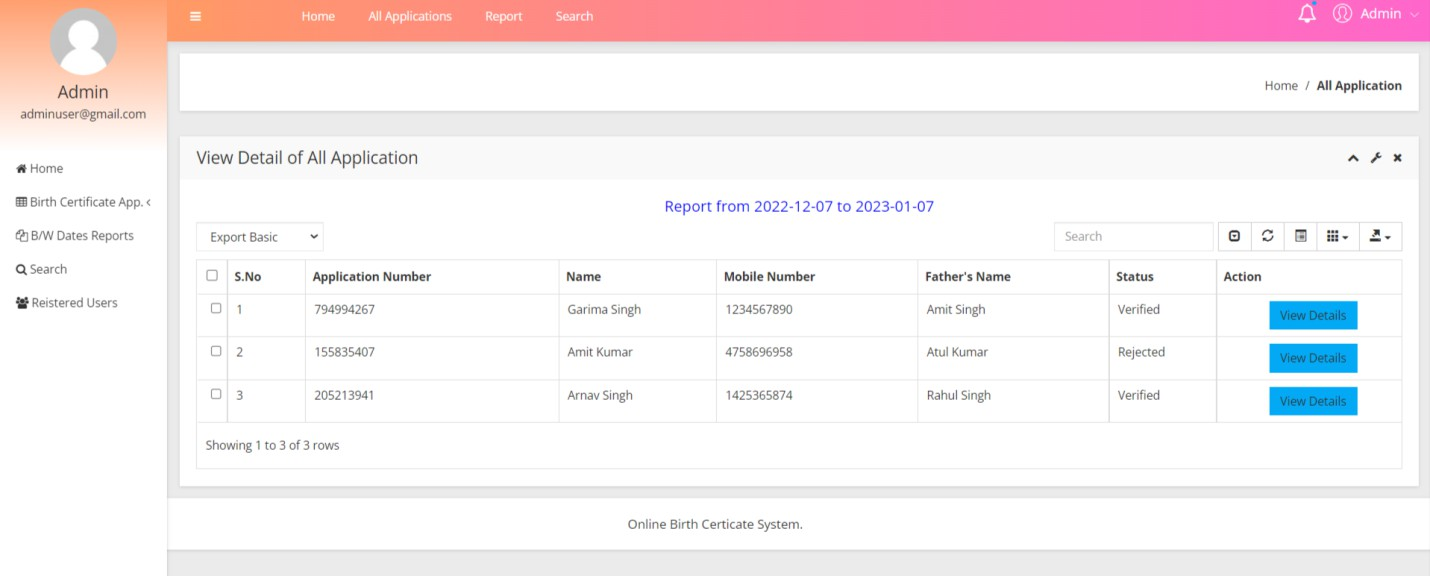 Admin
adminuser@gmail.com
Home
Birth Certificate App.
B/W Dates Reports
Search
Reistered Users
Home All Applications Report Search
Admin
Home / All Application
View Detail of All Application
Report from 2022-12-07 to 2023-01-07
Export Basic
Search
S.No Application Number Name Mobile Number Father's Name Status Action
1 794994267 Garima Singh 1234567890 Amit Singh Verified View Details
2 155835407 Amit Kumar 4758696958 Atul Kumar Rejected View Details
3 205213941 Arnav Singh 1425365874 Rahul Singh Verified View Details
Showing 1 to 3 of 3 rows
Online Birth Certicate System.